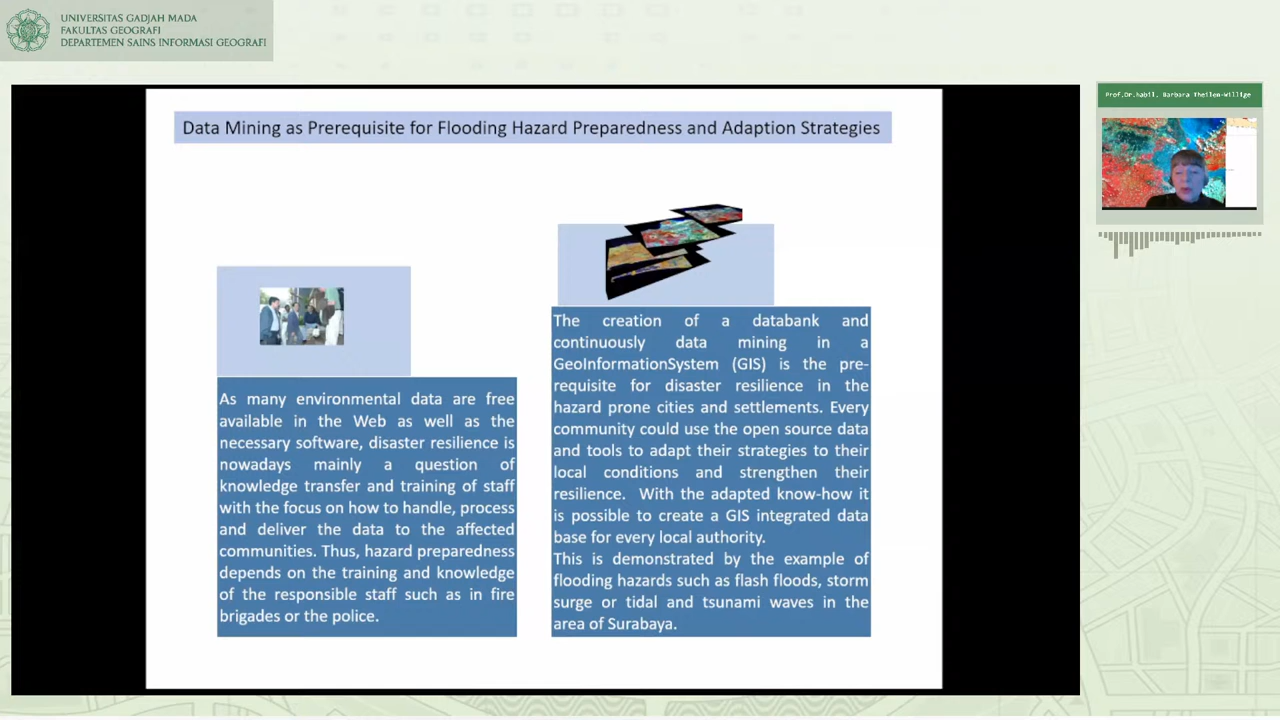 UNIVERSITAS GADJAH MADA
FAKULTAS GEOGRAFI
DEPARTEMEN SAINS INFORMASI GEOGRAFI
Prof.Dr.habil. Barbara Theilen-Willige
Data Mining as Prerequisite for Flooding Hazard Preparedness and Adaption Strategies
As many environmental data are free
available in the Web as well as the
necessary software, disaster resilience is
nowadays mainly a question of
knowledge transfer and training of staff
with the focus on how to handle, process
and deliver the data to the affected
communities. Thus, hazard preparedness
depends on the training and knowledge
of the responsible staff such as in fire
brigades or the police.
The creation of a databank and
continuously data mining in a
GeoInformationSystem (GIS) is the pre-
requisite for disaster resilience in the
hazard prone cities and settlements. Every
community could use the open source data
and tools to adapt their strategies to their
local conditions and strengthen their
resilience. With the adapted know-how it
is possible to create a GIS integrated data
base for every local authority.
This is demonstrated by the example of
flooding hazards such as flash floods, storm
surge or tidal and tsunami waves in the
area of Surabaya.